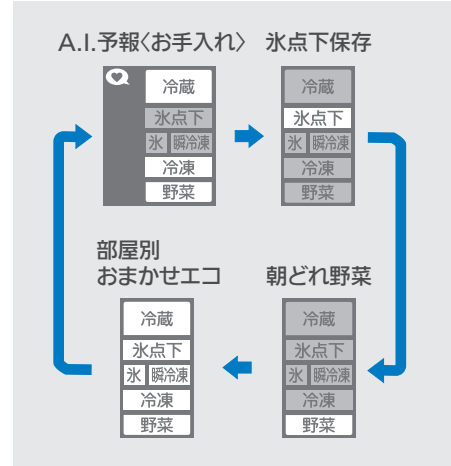 A.I.予報〈お手入れ〉
冷蔵
氷点下
氷 瞬冷凍
冷凍
野菜
氷点下保存
冷蔵
氷点下
氷 瞬冷凍
冷凍
野菜
部屋別
おまかせエコ
冷蔵
氷点下
氷 瞬冷凍
冷凍
野菜
朝どれ野菜
冷蔵
氷点下
氷 瞬冷凍
冷凍
野菜